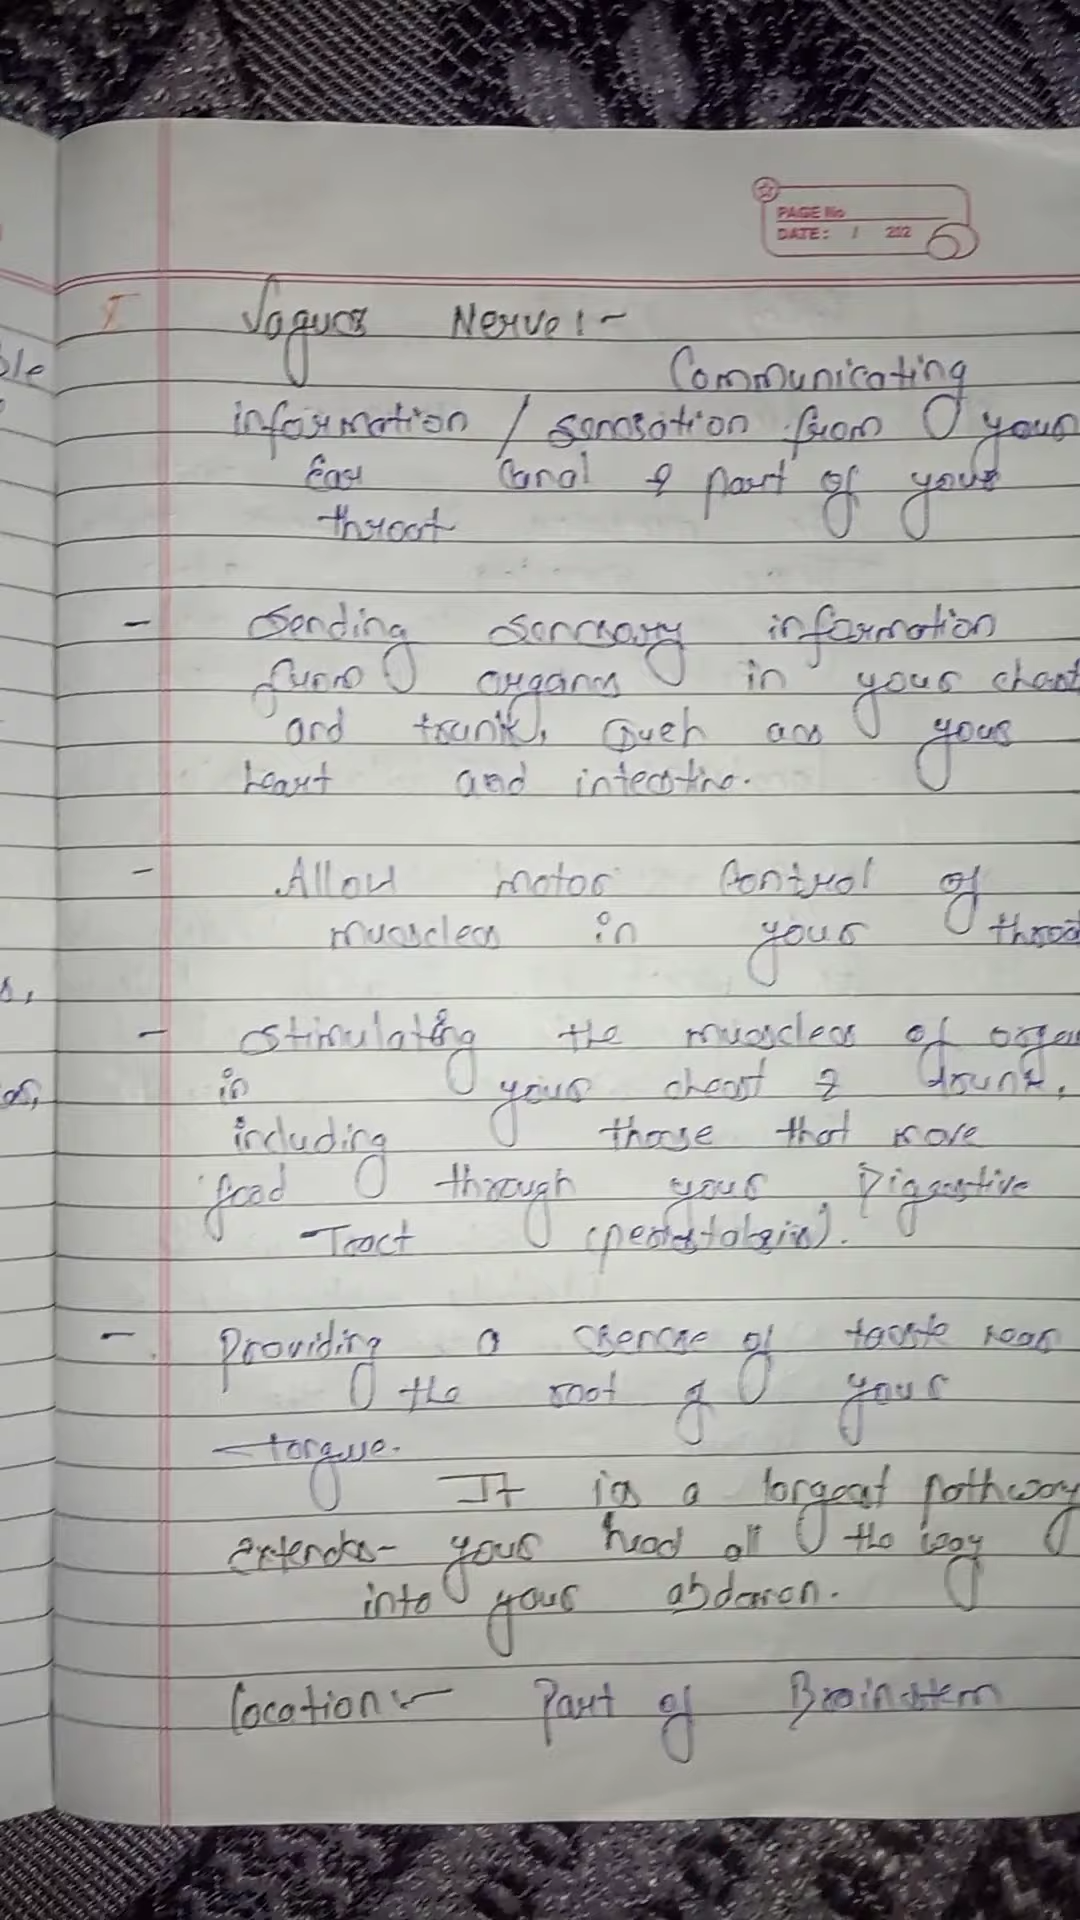 PAGE No
DATE: / 202
I Vagus Nerve :-
Communicating
information / sensation from your
Ear Canal & part of your
throat
- Sending sensory information
from organs in your chest
and trunk, such as your
heart and intestine.
- Allow motor Control of
muscles in your throat
- Stimulating the muscles of organ
in your chest & trunk,
including those that move
food through your Digestive
Tract (peristalsis).
- Providing a sense of taste near
the root of your
tongue.
It is a largest pathway
extends- your head all the way
into your abdomen.
Location :- Part of Brainstem